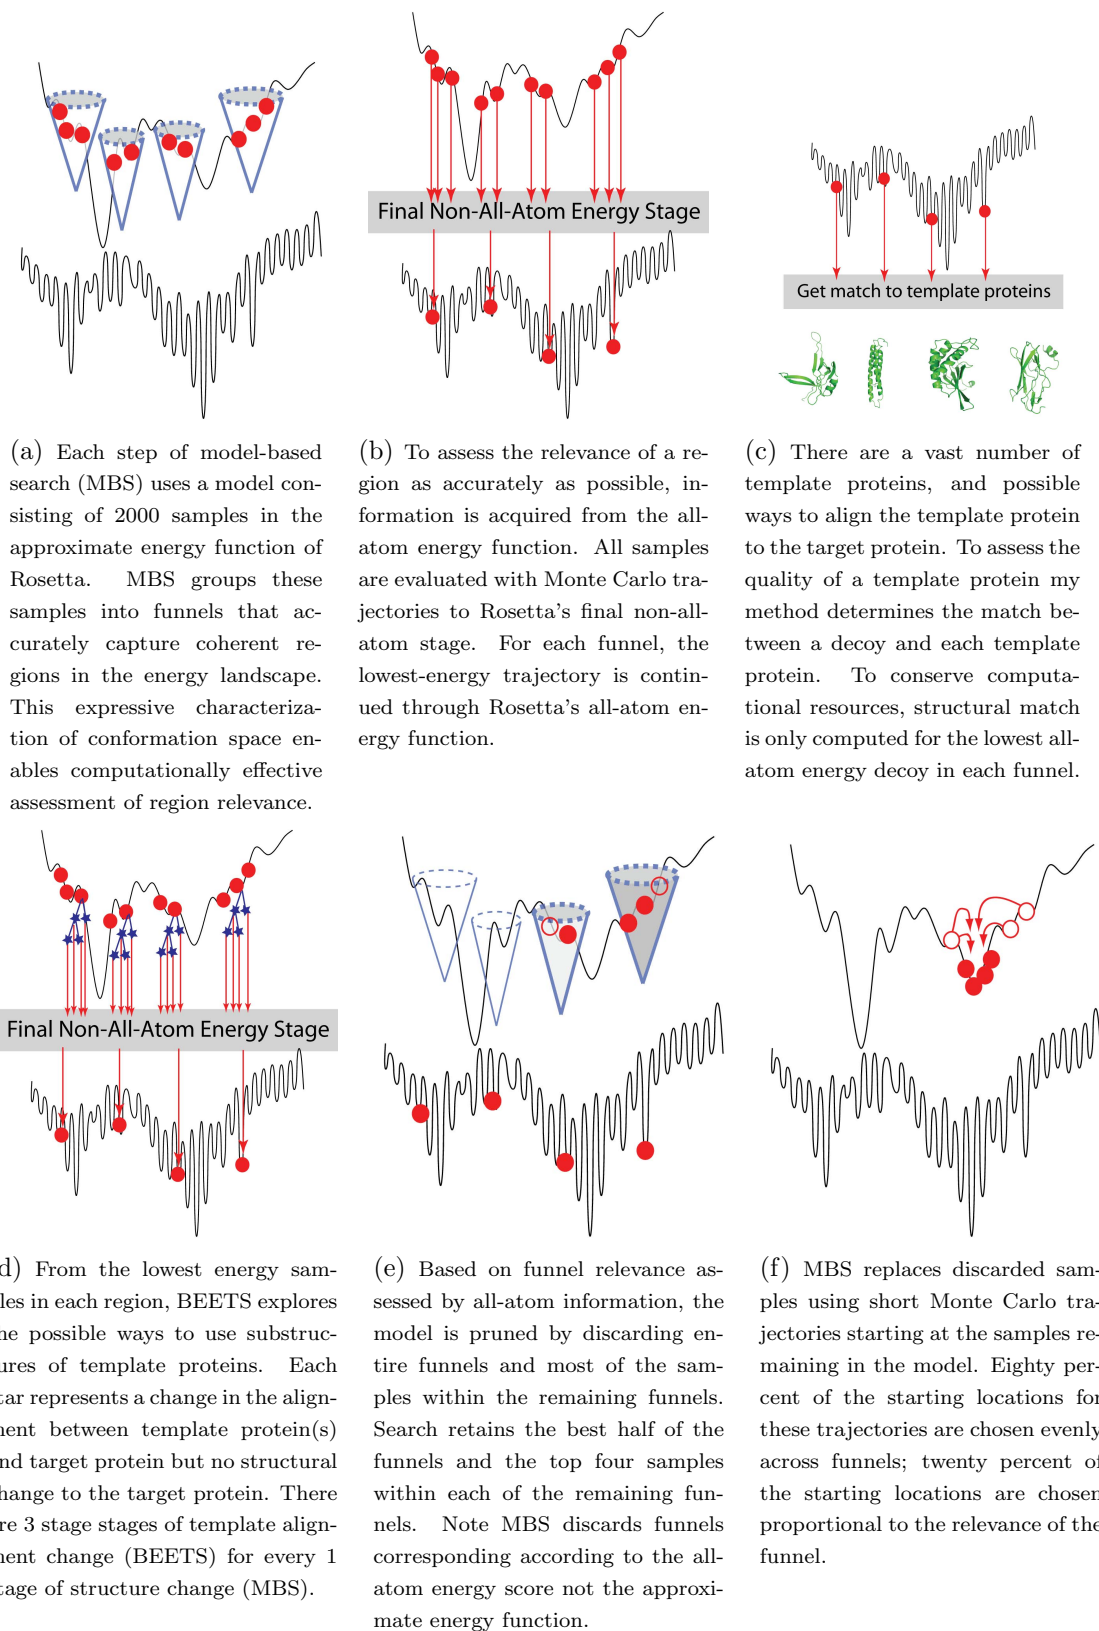 Final Non-All-Atom Energy Stage
Get match to template proteins
(a) Each step of model-based
search (MBS) uses a model con-
sisting of 2000 samples in the
approximate energy function of
Rosetta. MBS groups these
samples into funnels that ac-
curately capture coherent re-
gions in the energy landscape.
This expressive characteriza-
tion of conformation space en-
ables computationally effective
assessment of region relevance.
(b) To assess the relevance of a re-
gion as accurately as possible, in-
formation is acquired from the all-
atom energy function. All samples
are evaluated with Monte Carlo tra-
jectories to Rosetta's final non-all-
atom stage. For each funnel, the
lowest-energy trajectory is contin-
ued through Rosetta's all-atom en-
ergy function.
(c) There are a vast number of
template proteins, and possible
ways to align the template protein
to the target protein. To assess the
quality of a template protein my
method determines the match be-
tween a decoy and each template
protein. To conserve computa-
tional resources, structural match
is only computed for the lowest all-
atom energy decoy in each funnel.
Final Non-All-Atom Energy Stage
d) From the lowest energy sam-
les in each region, BEETS explores
he possible ways to use substruc-
ures of template proteins. Each
tar represents a change in the align-
ment between template protein(s)
nd target protein but no structural
hange to the target protein. There
re 3 stage stages of template align-
ment change (BEETS) for every 1
tage of structure change (MBS).
(e) Based on funnel relevance as-
sessed by all-atom information, the
model is pruned by discarding en-
tire funnels and most of the sam-
ples within the remaining funnels.
Search retains the best half of the
funnels and the top four samples
within each of the remaining fun-
nels. Note MBS discards funnels
corresponding according to the all-
atom energy score not the approxi-
mate energy function.
(f) MBS replaces discarded sam-
ples using short Monte Carlo tra-
jectories starting at the samples re-
maining in the model. Eighty per-
cent of the starting locations for
these trajectories are chosen evenly
across funnels; twenty percent of
the starting locations are chosen
proportional to the relevance of the
funnel.